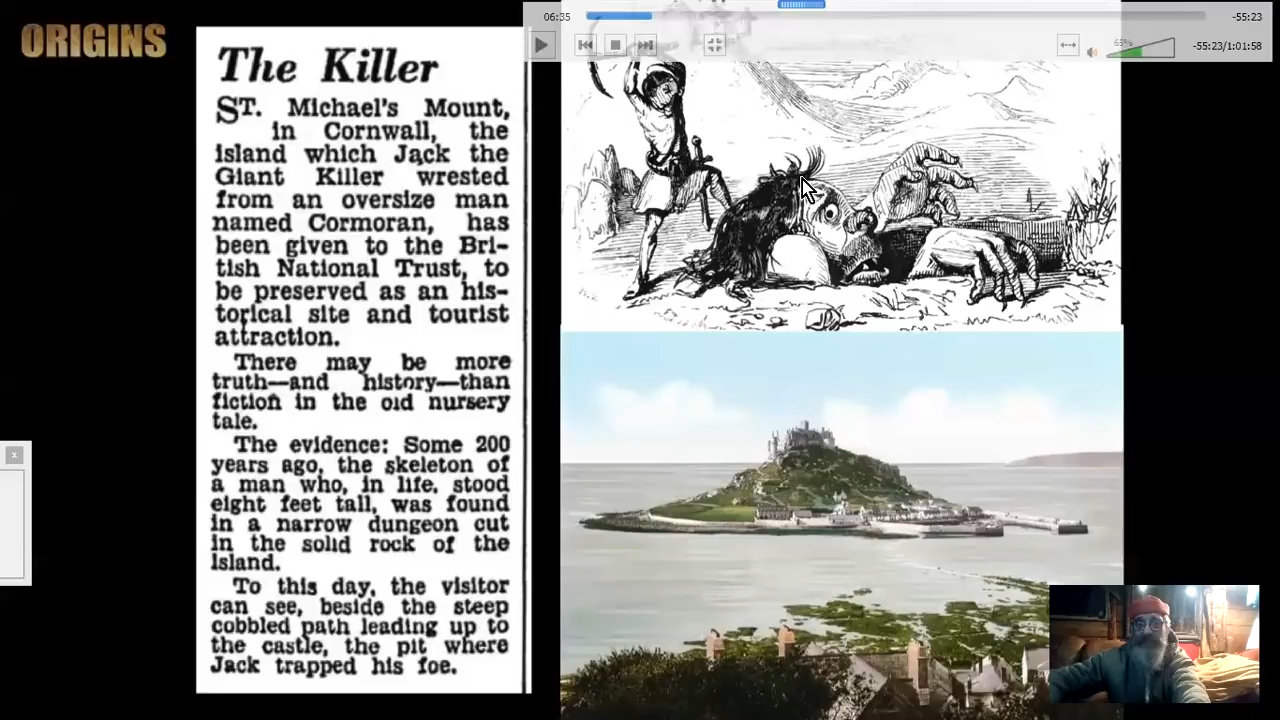 06:35
-55:23
65%
-55:23/1:01:58
ORIGINS
The Killer
ST. Michael's Mount,
in Cornwall, the
island which Jack the
Giant Killer wrested
from an oversize man
named Cormoran, has
been given to the Bri-
tish National Trust, to
be preserved as an his-
torical site and tourist
attraction.
There may be more
truth—and history—than
fiction in the old nursery
tale.
The evidence: Some 200
years ago, the skeleton of
a man who, in life, stood
eight feet tall, was found
in a narrow dungeon cut
in the solid rock of the
island.
To this day, the visitor
can see, beside the steep
cobbled path leading up to
the castle, the pit where
Jack trapped his foe.
x